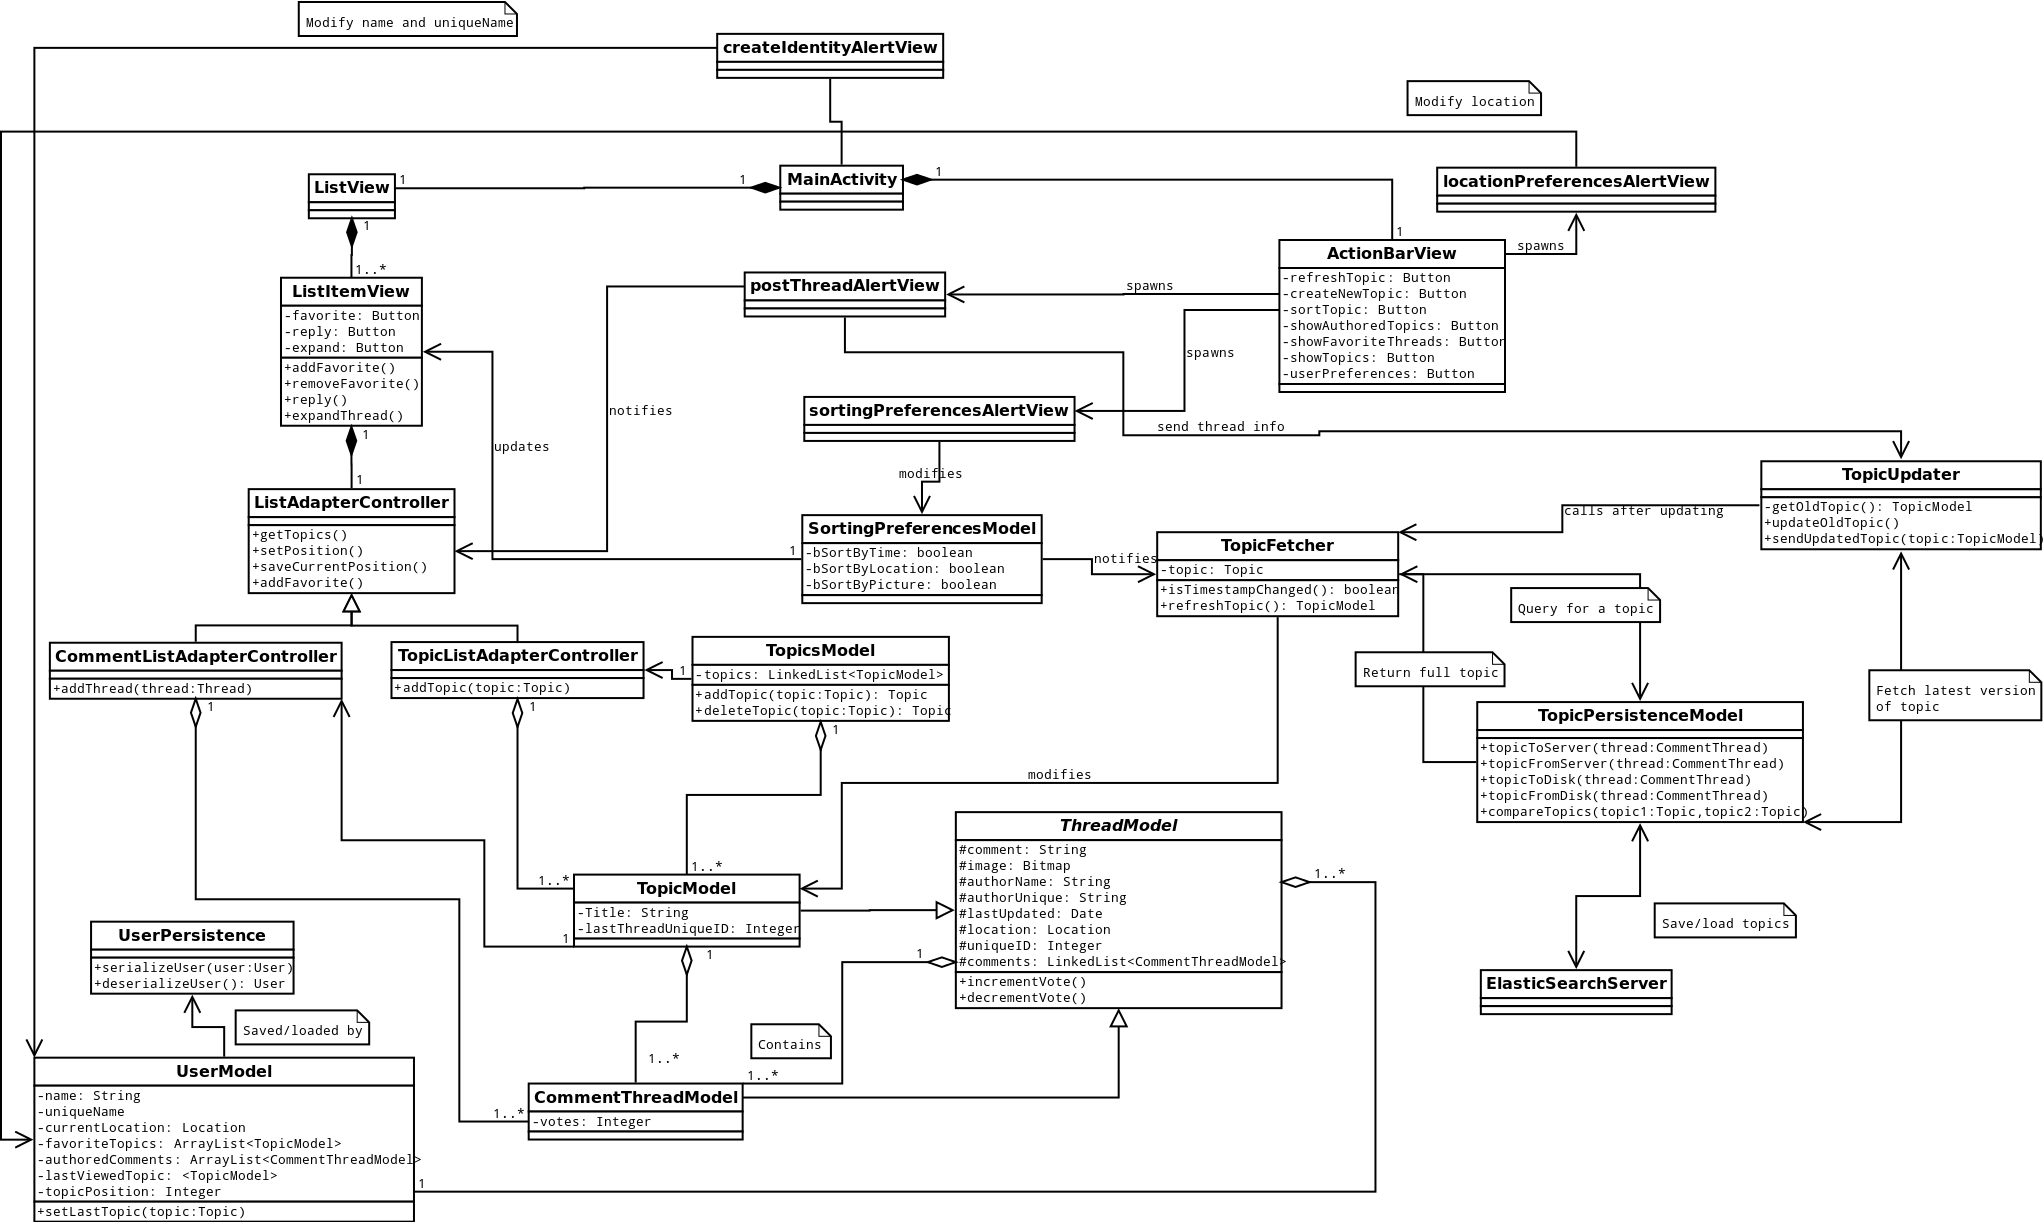 Modify name and uniqueName
createIdentityAlertView
Modify location
ListView
1
1
MainActivity
1
locationPreferencesAlertView
1
1..*
1
spawns
ActionBarView
-refreshTopic: Button
-createNewTopic: Button
-sortTopic: Button
-showAuthoredTopics: Button
-showFavoriteThreads: Button
-showTopics: Button
-userPreferences: Button
ListItemView
-favorite: Button
-reply: Button
-expand: Button
+addFavorite()
+removeFavorite()
+reply()
+expandThread()
postThreadAlertView
spawns
spawns
notifies
updates
sortingPreferencesAlertView
send thread info
modifies
1
1
ListAdapterController
+getTopics()
+setPosition()
+saveCurrentPosition()
+addFavorite()
SortingPreferencesModel
-bSortByTime: boolean
-bSortByLocation: boolean
-bSortByPicture: boolean
1
notifies
TopicFetcher
-topic: Topic
+isTimestampChanged(): boolean
+refreshTopic(): TopicModel
calls after updating
TopicUpdater
-getOldTopic(): TopicModel
+updateOldTopic()
+sendUpdatedTopic(topic:TopicModel)
Query for a topic
Return full topic
Fetch latest version
of topic
CommentListAdapterController
+addThread(thread:Thread)
1
TopicListAdapterController
+addTopic(topic:Topic)
1
1
TopicsModel
-topics: LinkedList<TopicModel>
+addTopic(topic:Topic): Topic
+deleteTopic(topic:Topic): Topic
1
modifies
TopicPersistenceModel
+topicToServer(thread:CommentThread)
+topicFromServer(thread:CommentThread)
+topicToDisk(thread:CommentThread)
+topicFromDisk(thread:CommentThread)
+compareTopics(topic1:Topic,topic2:Topic)
ThreadModel
#comment: String
#image: Bitmap
#authorName: String
#authorUnique: String
#lastUpdated: Date
#location: Location
#uniqueID: Integer
#comments: LinkedList<CommentThreadModel>
+incrementVote()
+decrementVote()
1..*
1
1..*
1..*
1
TopicModel
-Title: String
-lastThreadUniqueID: Integer
1
UserPersistence
+serializeUser(user:User)
+deserializeUser(): User
Save/load topics
ElasticSearchServer
Saved/loaded by
Contains
1..*
1..*
1..*
CommentThreadModel
-votes: Integer
UserModel
-name: String
-uniqueName
-currentLocation: Location
-favoriteTopics: ArrayList<TopicModel>
-authoredComments: ArrayList<CommentThreadModel>
-lastViewedTopic: <TopicModel>
-topicPosition: Integer
+setLastTopic(topic:Topic)
1